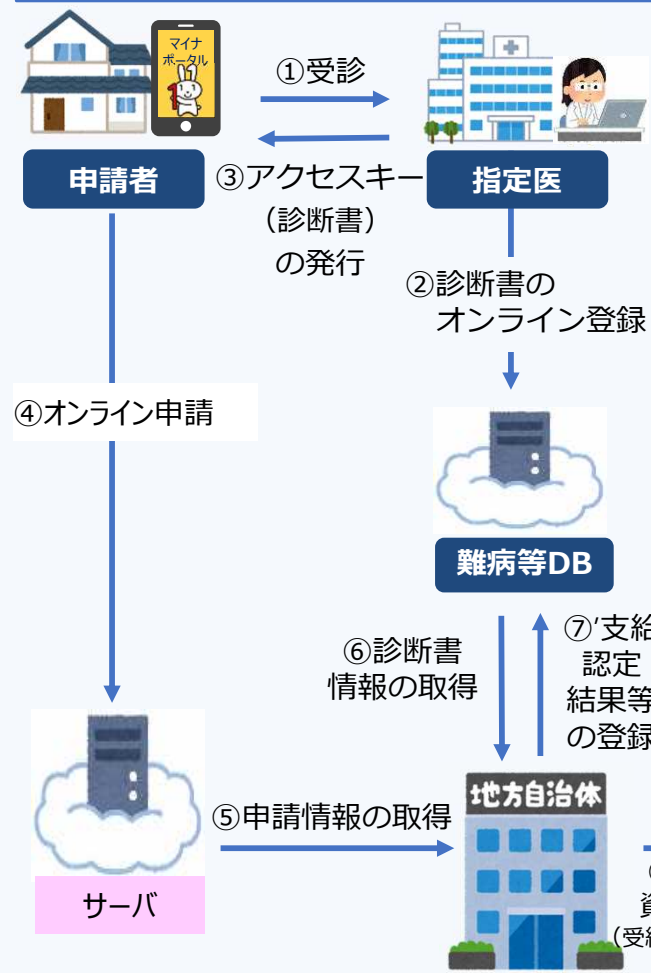 マイナ
ポータル
①受診
申請者
③アクセスキー
（診断書）
の発行
指定医
②診断書の
オンライン登録
④オンライン申請
難病等DB
⑥診断書
情報の取得
⑦’支給
認定
結果等
の登録
サーバ
⑤申請情報の取得
地方自治体
資
（受給